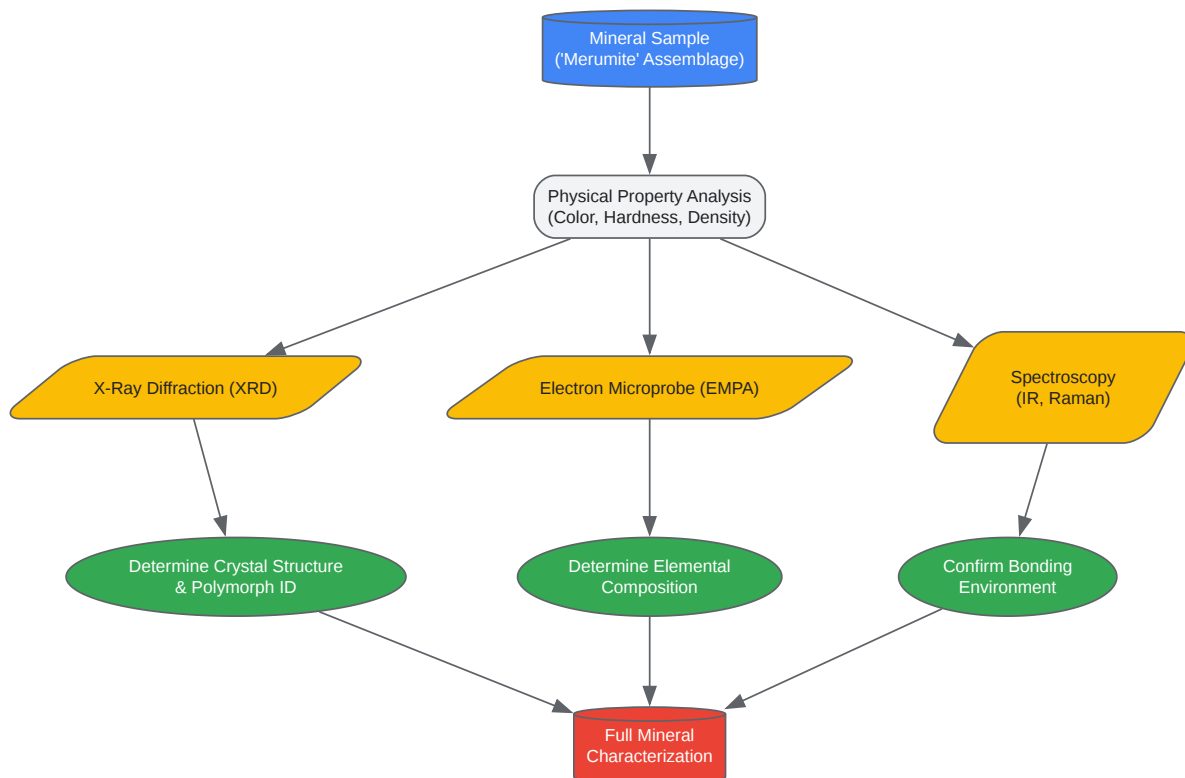 Mineral Sample
('Merumite' Assemblage)
Physical Property Analysis
(Color, Hardness, Density)
X-Ray Diffraction (XRD)
Electron Microprobe (EMPA)
Spectroscopy
(IR, Raman)
Determine Crystal Structure
& Polymorph ID
Determine Elemental
Composition
Confirm Bonding
Environment
Full Mineral
Characterization